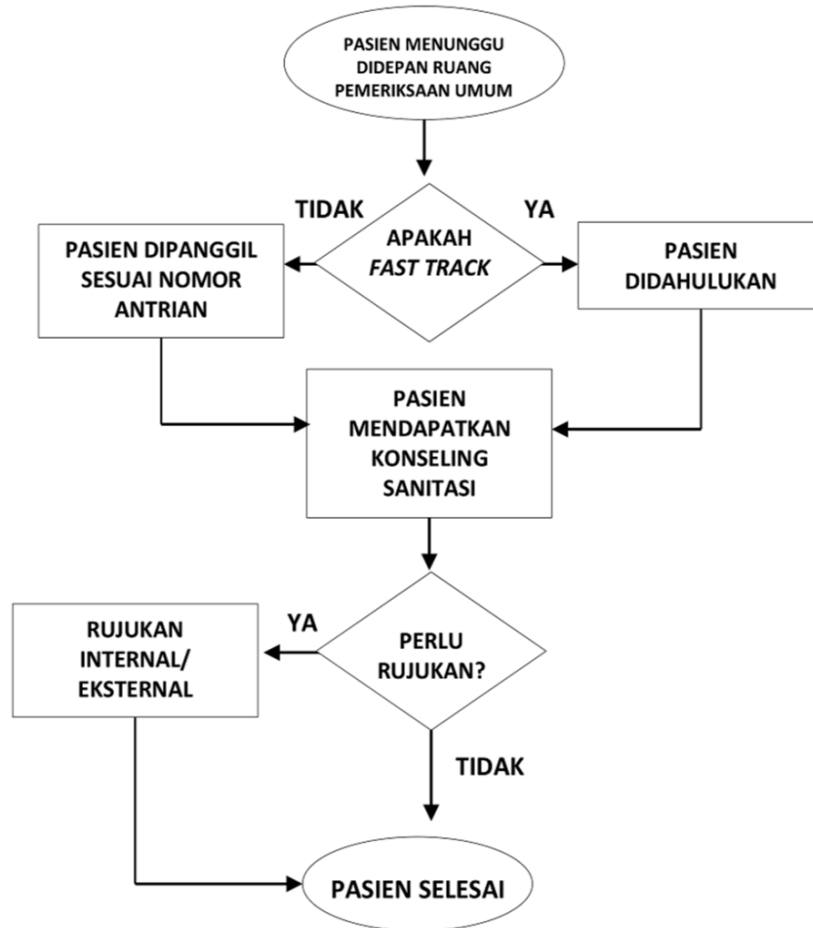 PASIEN MENUNGGU
DIDEPAN RUANG
PEMERIKSAAN UMUM
TIDAK
YA
PASIEN DIPANGGIL
SESUAI NOMOR
ANTRIAN
APAKAH
FAST TRACK
PASIEN
DIDAHULUKAN
PASIEN
MENDAPATKAN
KONSELING
SANITASI
RUJUKAN
INTERNAL/
EKSTERNAL
YA
PERLU
RUJUKAN?
TIDAK
PASIEN SELESAI